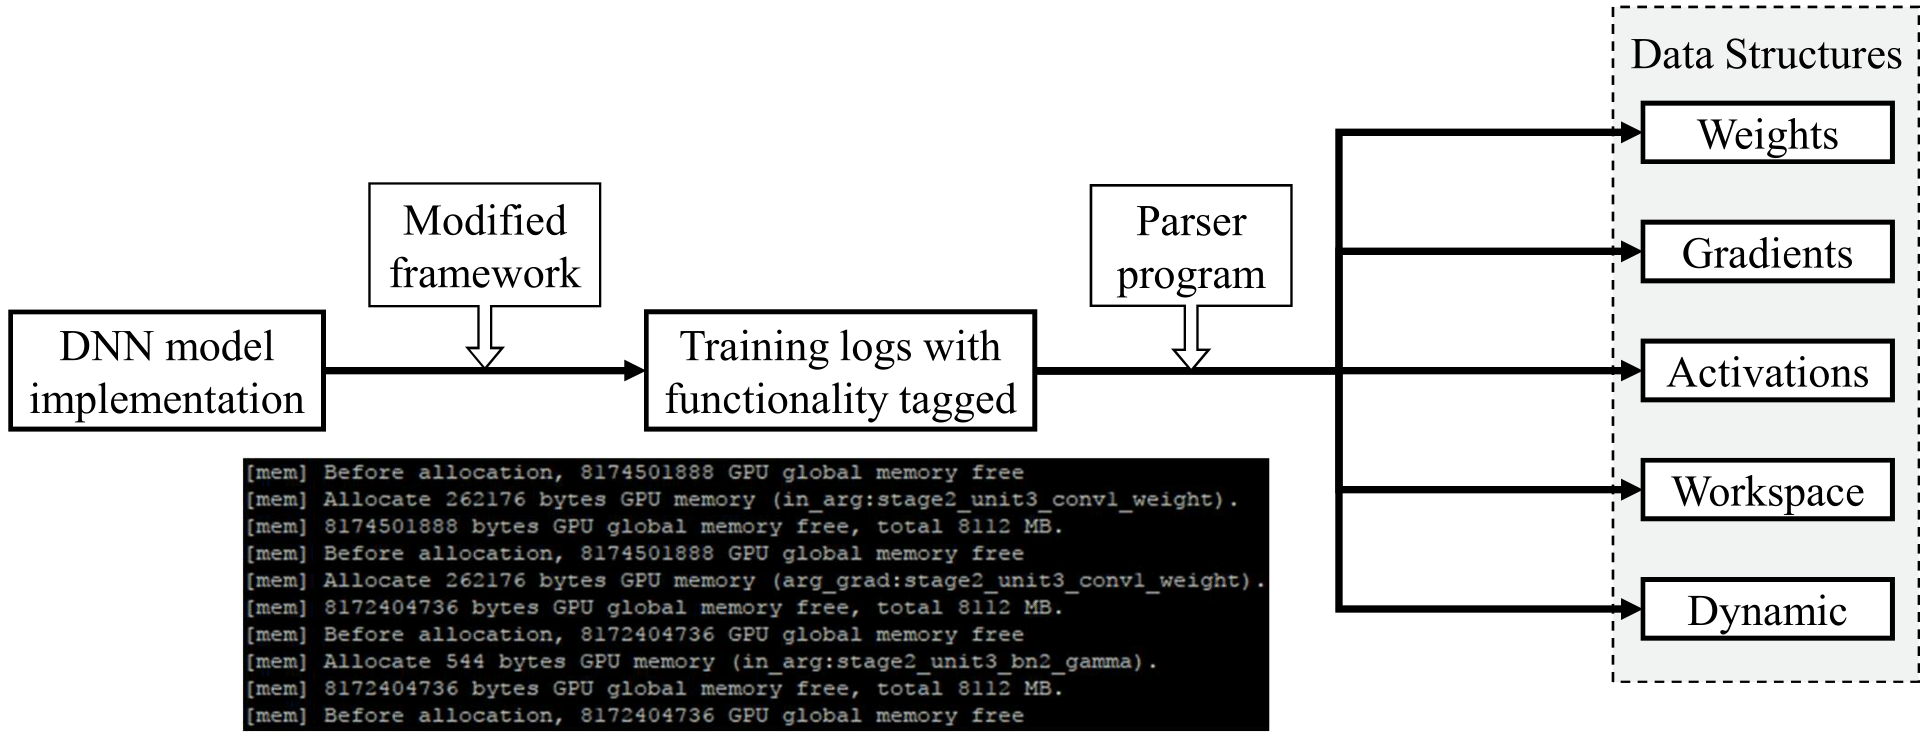 Data Structures
Weights
Modified
framework
Parser
program
Gradients
DNN model
implementation
Training logs with
functionality tagged
Activations
[mem] Before allocation, 8174501888 GPU global memory free
[mem] Allocate 262176 bytes GPU memory (in_arg:stage2_unit3_conv1_weight).
[mem] 8174501888 bytes GPU global memory free, total 8112 MB.
[mem] Before allocation, 8174501888 GPU global memory free
[mem] Allocate 262176 bytes GPU memory (arg_grad:stage2_unit3_conv1_weight).
[mem] 8172404736 bytes GPU global memory free, total 8112 MB.
[mem] Before allocation, 8172404736 GPU global memory free
[mem] Allocate 544 bytes GPU memory (in_arg:stage2_unit3_bn2_gamma).
[mem] 8172404736 bytes GPU global memory free, total 8112 MB.
[mem] Before allocation, 8172404736 GPU global memory free
Workspace
Dynamic